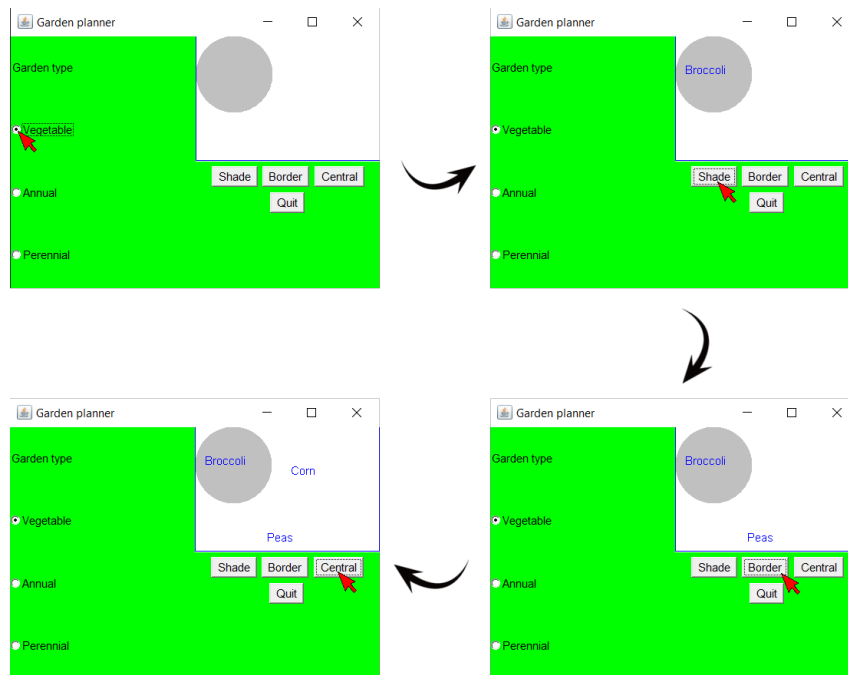 Garden planner
Garden type
Vegetable
Shade Border Central
Annual
Quit
Perennial
Garden planner
Garden type
Broccoli
Vegetable
Shade Border Central
Annual
Quit
Perennial
Garden planner
Garden type
Broccoli
Corn
Vegetable
Peas
Shade Border Central
Annual
Quit
Perennial
Garden planner
Garden type
Broccoli
Vegetable
Peas
Shade Border Central
Annual
Quit
Perennial